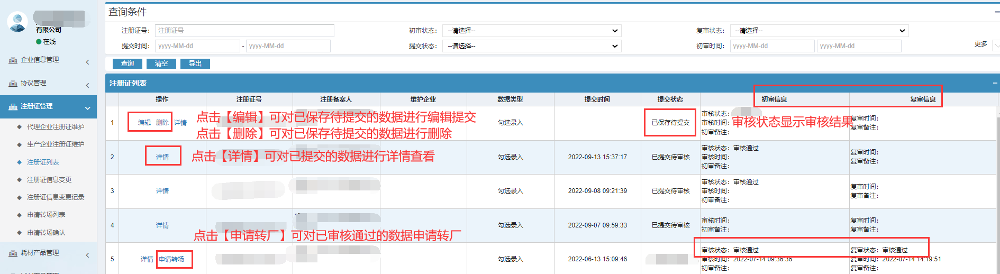 有限公司
在线
企业信息管理
协议管理
注册证管理
代理企业注册证维护
生产企业注册证维护
注册证列表
注册证信息变更
注册证信息变更记录
申请转场列表
申请转场确认
耗材产品管理
查询条件
注册证号： 注册证号 初审状态： --请选择-- 复审状态： --请选择--
提交时间： yyyy-MM-dd - yyyy-MM-dd 提交状态： --请选择-- 初审时间： yyyy-MM-dd yyyy-MM-dd 更多
查询 清空 导出
注册证列表
操作 注册证号 注册备案人 维护企业 数据类型 提交时间 提交状态 初审信息 复审信息
1 编辑 删除 详情 勾选录入 已保存待提交
审核状态：
审核时间：
初审备注：
复审时间：
复审备注：
点击【编辑】可对已保存待提交的数据进行编辑提交
点击【删除】可对已保存待提交的数据进行删除
审核状态显示审核结果
2 详情 勾选录入 2022-09-13 15:37:17 已提交待审核
审核状态：审核通过
审核时间：
初审备注：
复审时间：
复审备注：
点击【详情】可对已提交的数据进行详情查看
3 详情 勾选录入 2022-09-08 09:21:39 已提交待审核
审核状态：审核通过
审核时间：
初审备注：
复审时间：
复审备注：
4 详情 勾选录入 2022-09-07 09:59:33 已提交待审核
审核时间：
初审备注：
复审时间：
复审备注：
点击【申请转厂】可对已审核通过的数据申请转厂
5 详情 申请转场 勾选录入 2022-06-13 15:09:46
审核状态：审核通过
审核时间：2022-07-14 09:36:36
初审备注：
复审状态：审核通过
复审时间：2022-07-14 14:19:51
复审备注：